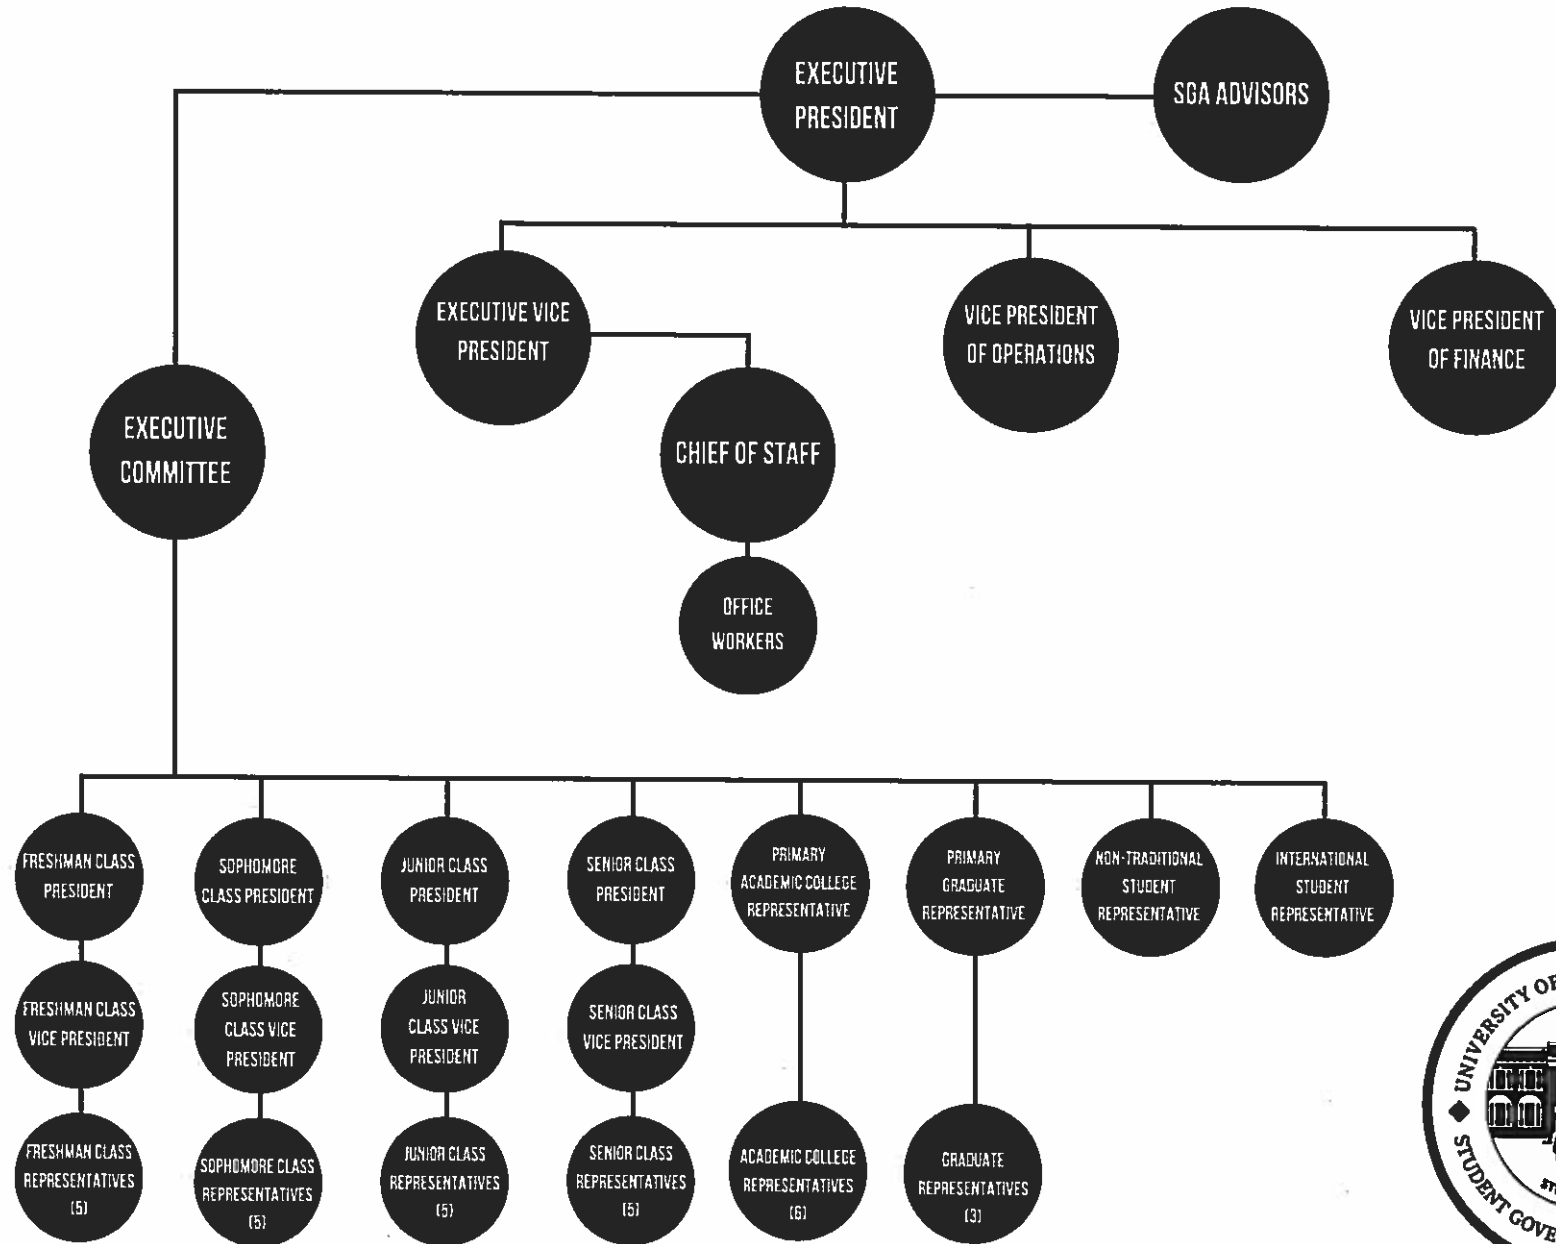 EXECUTIVE
PRESIDENT
SGA ADVISORS
EXECUTIVE VICE
PRESIDENT
VICE PRESIDENT
OF OPERATIONS
VICE PRESIDENT
OF FINANCE
EXECUTIVE
COMMITTEE
CHIEF OF STAFF
OFFICE
WORKERS
FRESHMAN CLASS
PRESIDENT
SOPHOMORE
CLASS PRESIDENT
JUNIOR CLASS
PRESIDENT
SENIOR CLASS
PRESIDENT
PRIMARY
ACADEMIC COLLEGE
REPRESENTATIVE
PRIMARY
GRADUATE
REPRESENTATIVE
NON-TRADITIONAL
STUDENT
REPRESENTATIVE
INTERNATIONAL
STUDENT
REPRESENTATIVE
FRESHMAN CLASS
VICE PRESIDENT
SOPHOMORE
CLASS VICE
PRESIDENT
JUNIOR
CLASS VICE
PRESIDENT
SENIOR CLASS
VICE PRESIDENT
FRESHMAN CLASS
REPRESENTATIVES
(5)
SOPHOMORE CLASS
REPRESENTATIVES
(5)
JUNIOR CLASS
REPRESENTATIVES
(5)
SENIOR CLASS
REPRESENTATIVES
(5)
ACADEMIC COLLEGE
REPRESENTATIVES
(6)
GRADUATE
REPRESENTATIVES
(3)
UNIVERSITY OF
STUDENT GOVE